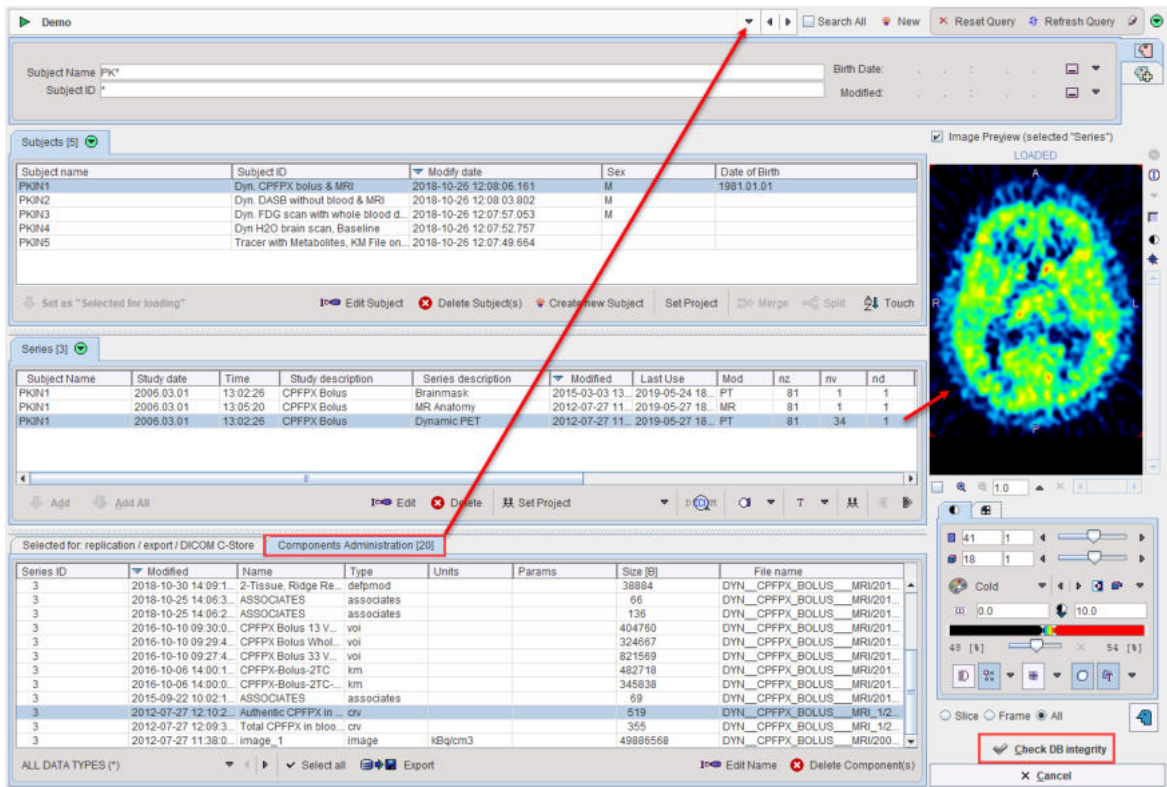 Demo Search All New Reset Query Refresh Query
Subject Name PK* Birth Date:
Subject ID * Modified:
Subjects [5] Image Preview (selected "Series")
LOADED
Subject name Subject ID Modify date Sex Date of Birth
PKIN1 Dyn. CPFPX bolus & MRI 2018-10-26 12:08:06.161 M 1981.01.01
PKIN2 Dyn. DASB without blood & MRI 2018-10-26 12:08:03.802 M
PKIN3 Dyn. FDG scan with whole blood d... 2018-10-26 12:07:57.053 M
PKIN4 Dyn H2O brain scan, Baseline 2018-10-26 12:07:52.757
PKIN5 Tracer with Metabolites, KM File on... 2018-10-26 12:07:49.664
A
R L
P
Set as "Selected for loading" Edit Subject Delete Subject(s) Create new Subject Set Project Merge Split Touch
Series [3]
Subject Name Study date Time Study description Series description Modified Last Use Mod nz nv nd
PKIN1 2006.03.01 13:02:26 CPFPX Bolus Brainmask 2015-03-03 13... 2019-05-24 18... PT 81 1 1
PKIN1 2006.03.01 13:05:20 CPFPX Bolus MR Anatomy 2012-07-27 11... 2019-05-27 18... MR 81 1 1
PKIN1 2006.03.01 13:02:26 CPFPX Bolus Dynamic PET 2012-07-27 11... 2019-05-27 18... PT 81 34 1
Add Add All Edit Delete Set Project T
1.0
Selected for: replication / export / DICOM C-Store Components Administration [20]
Series ID Modified Name Type Units Params Size [B] File name
3 2018-10-30 14:09:1... 2-Tissue, Ridge Re... defpmod 38884 DYN__CPFPX_BOLUS___MRI/201...
3 2018-10-25 14:06:3... ASSOCIATES associates 66 DYN__CPFPX_BOLUS___MRI/201...
3 2018-10-25 14:06:2... ASSOCIATES associates 136 DYN__CPFPX_BOLUS___MRI/201...
3 2016-10-10 09:30:0... CPFPX Bolus 13 V... voi 404760 DYN__CPFPX_BOLUS___MRI/201...
3 2016-10-10 09:29:4... CPFPX Bolus Whol... voi 324667 DYN__CPFPX_BOLUS___MRI/201...
3 2016-10-10 09:27:4... CPFPX Bolus 33 V... voi 821569 DYN__CPFPX_BOLUS___MRI/201...
3 2016-10-06 14:00:1... CPFPX-Bolus-2TC km 482718 DYN__CPFPX_BOLUS___MRI/201...
3 2016-10-06 14:00:0... CPFPX-Bolus-2TC-... km 345838 DYN__CPFPX_BOLUS___MRI/201...
3 2015-09-22 10:02:1... ASSOCIATES associates 69 DYN__CPFPX_BOLUS___MRI/201...
3 2012-07-27 12:10:2... Authentic CPFPX in ... crv 519 DYN__CPFPX_BOLUS___MRI_1/2...
3 2012-07-27 12:09:3... Total CPFPX in bloo... crv 355 DYN__CPFPX_BOLUS___MRI_1/2...
3 2012-07-27 11:38:0... image_1 image kBq/cm3 49886568 DYN__CPFPX_BOLUS___MRI/200...
ALL DATA TYPES (*) Select all Export Edit Name Delete Component(s)
41 1
18 1
Cold
0.0 10.0
48 [%] 54 [%]
Slice Frame All
Check DB integrity
Cancel